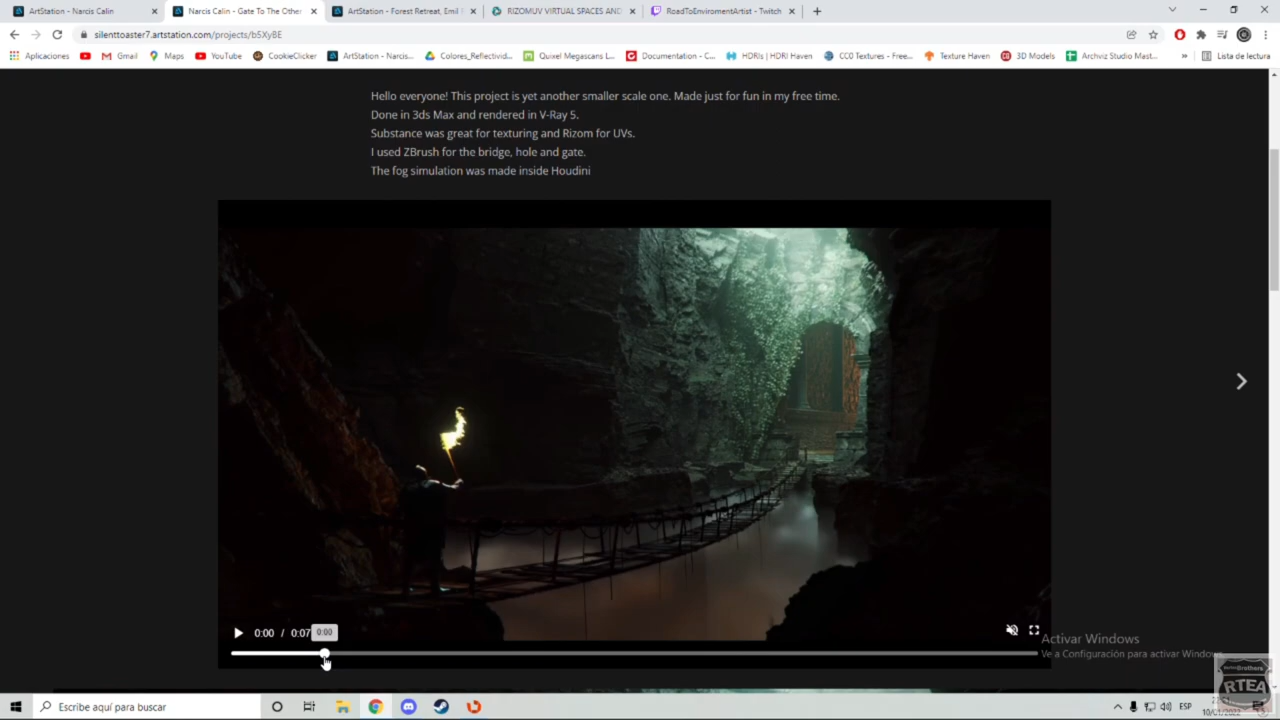 ArtStation - Narcis Calin
Narcis Calin - Gate To The Othe
ArtStation - Forest Retreat, Emil
RIZOMUV VIRTUAL SPACES AND
RoadToEnviromentArtist - Twitch
silenttoaster7.artstation.com/projects/b5XyBE
Aplicaciones
Gmail
Maps
YouTube
CookieClicker
ArtStation - Narcis...
Colores_Reflectivid...
Quixel Megascans L...
Documentation - C...
HDRIs | HDRI Haven
CC0 Textures - Free...
Texture Haven
3D Models
Archviz Studio Mast...
»
Lista de lectura
Hello everyone! This project is yet another smaller scale one. Made just for fun in my free time.
Done in 3ds Max and rendered in V-Ray 5.
Substance was great for texturing and Rizom for UVs.
I used ZBrush for the bridge, hole and gate.
The fog simulation was made inside Houdini
0:00 / 0:07
0:00
Activar Windows
Ve a Configuración para activar Windows.
Brothers
RTEA
Escribe aquí para buscar
ESP
10/01/2022